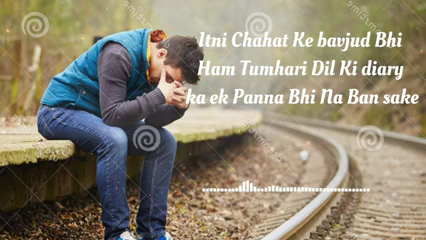 Itni Chahat Ke bavjud Bhi
Ham Tumhari Dil Ki diary
ka ek Panna Bhi Na Ban sake